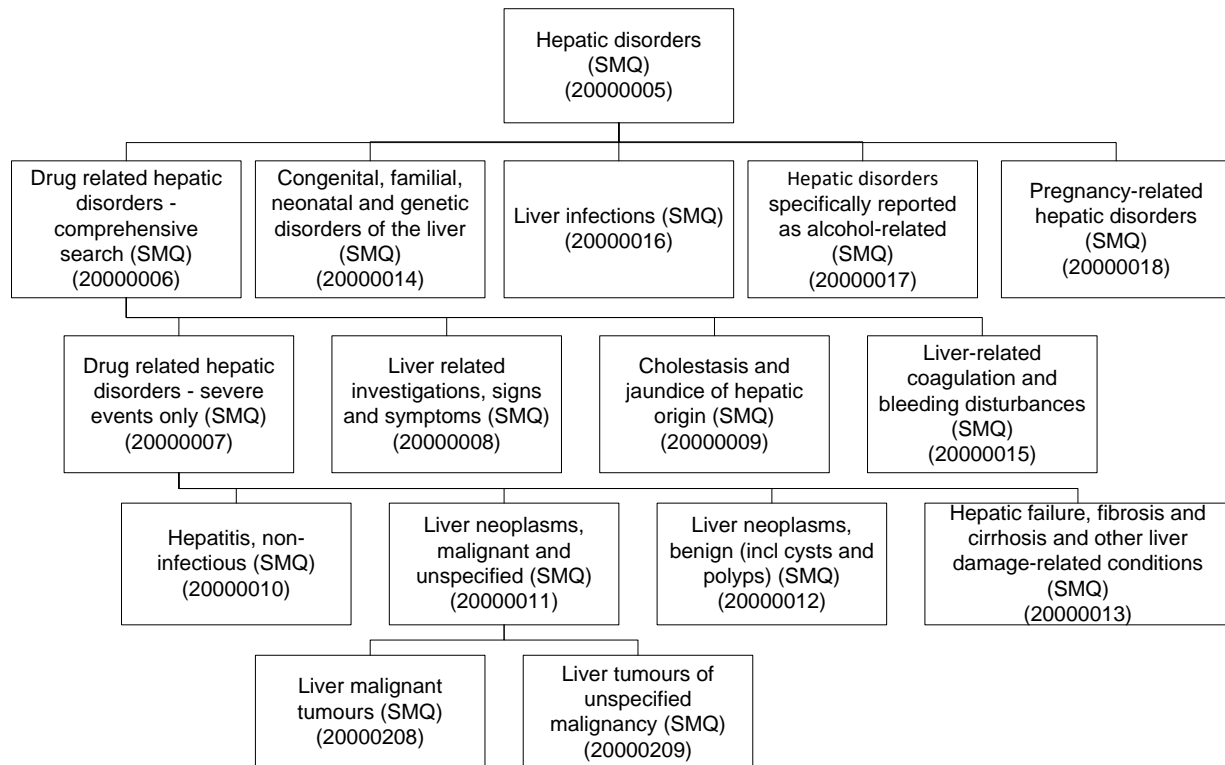 Hepatic disorders
(SMQ)
(20000005)
Drug related hepatic
disorders -
comprehensive
search (SMQ)
(20000006)
Congenital, familial,
neonatal and genetic
disorders of the liver
(SMQ)
(20000014)
Liver infections (SMQ)
(20000016)
Hepatic disorders
specifically reported
as alcohol-related
(SMQ)
(20000017)
Pregnancy-related
hepatic disorders
(SMQ)
(20000018)
Drug related hepatic
disorders - severe
events only (SMQ)
(20000007)
Liver related
investigations, signs
and symptoms (SMQ)
(20000008)
Cholestasis and
jaundice of hepatic
origin (SMQ)
(20000009)
Liver-related
coagulation and
bleeding disturbances
(SMQ)
(20000015)
Hepatitis, non-
infectious (SMQ)
(20000010)
Liver neoplasms,
malignant and
unspecified (SMQ)
(20000011)
Liver neoplasms,
benign (incl cysts and
polyps) (SMQ)
(20000012)
Hepatic failure, fibrosis and
cirrhosis and other liver
damage-related conditions
(SMQ)
(20000013)
Liver malignant
tumours (SMQ)
(20000208)
Liver tumours of
unspecified
malignancy (SMQ)
(20000209)